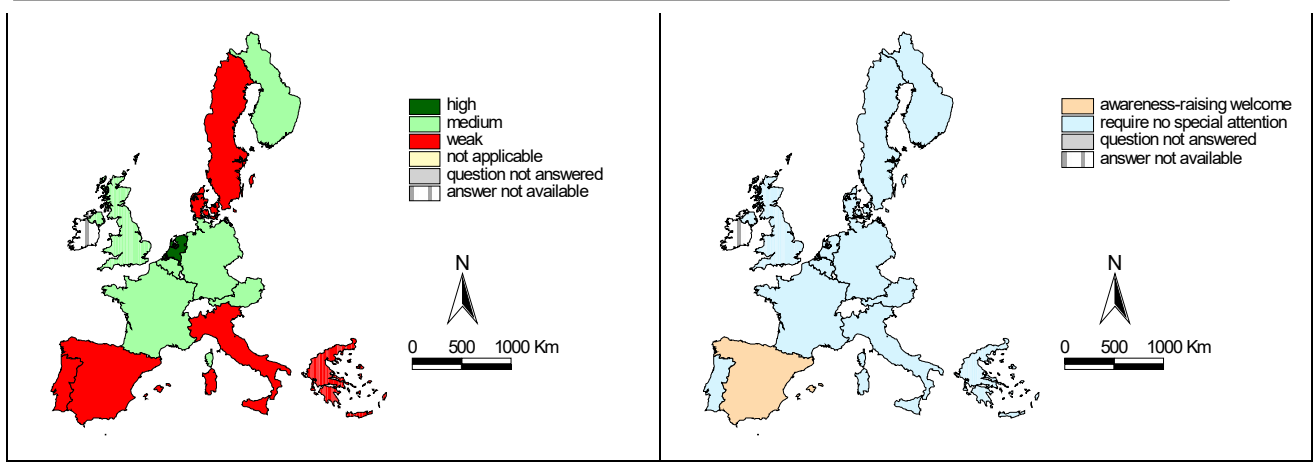 high
medium
weak
not applicable
question not answered
answer not available
N
0 500 1000 Km
awareness-raising welcome
require no special attention
question not answered
answer not available
N
0 500 1000 Km